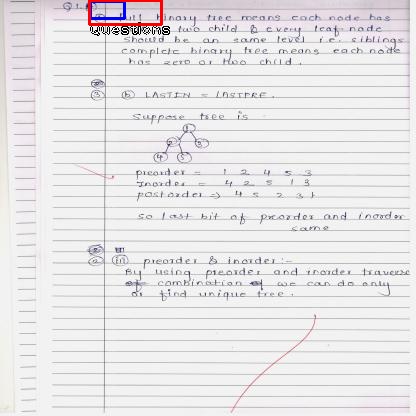 Q1.
Full binary tree means each node has
two child & every leaf node
should be an same level i.e. siblings
complete binary tree means each node
has zero or two child.
Questions
③ ⓑ LASTIN = LASTPRE.
Suppose tree is
1
2 3
4 5
preorder = 1 2 4 5 3
Inorder = 4 2 5 1 3
postorder => 4 5 2 3 1
so last bit of preorder and inorder
same
ⓐ (iii) preorder & inorder :-
By using preorder and inorder traverse
combination we can do only
or find unique tree.